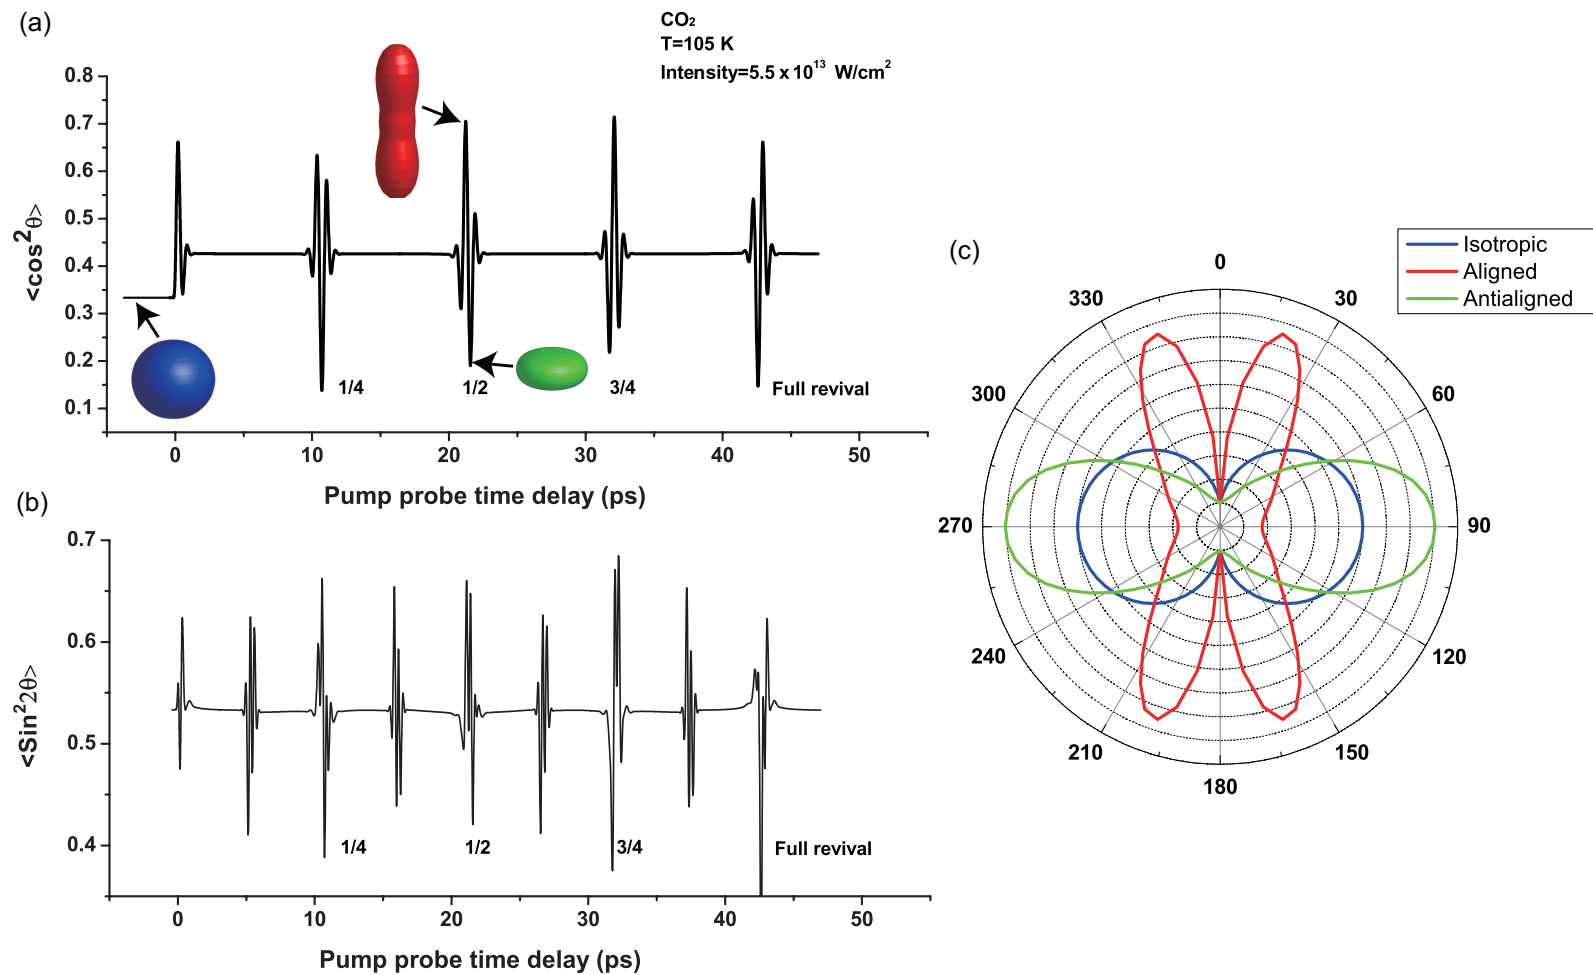 (a)
CO₂
T=105 K
Intensity=5.5 x 10¹³ W/cm²
<cos²θ>
0.8
0.7
0.6
0.5
0.4
0.3
0.2
0.1
1/4
1/2
3/4
Full revival
0
10
20
30
40
50
Pump probe time delay (ps)
(b)
<Sin²2θ>
0.7
0.6
0.5
0.4
1/4
1/2
3/4
Full revival
0
10
20
30
40
50
Pump probe time delay (ps)
(c)
Isotropic
Aligned
Antialigned
0
30
60
90
120
150
180
210
240
270
300
330